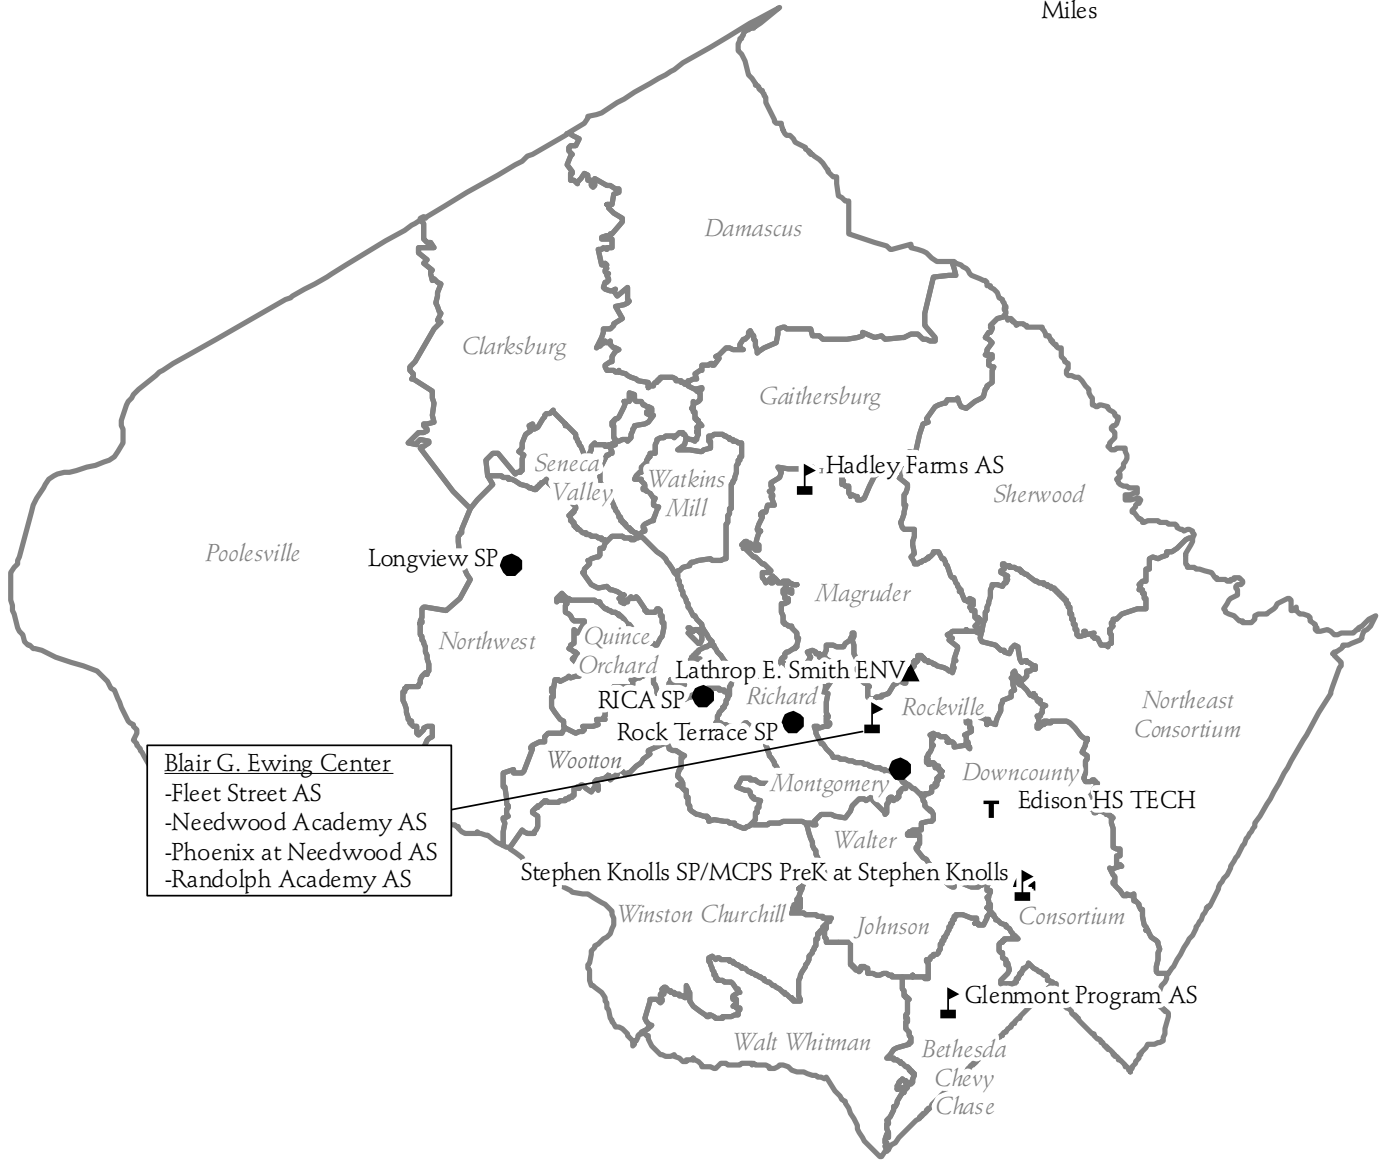 Miles
Damascus
Clarksburg
Gaithersburg
Seneca
Valley
Watkins
Mill
Hadley Farms AS
Sherwood
Poolesville
Longview SP
Magruder
Northwest
Quince
Orchard
Lathrop E. Smith ENV
RICA SP
Richard
Rockville
Northeast
Consortium
Rock Terrace SP
Wootton
Montgomery
Downcounty
Edison HS TECH
Blair G. Ewing Center
-Fleet Street AS
-Needwood Academy AS
-Phoenix at Needwood AS
-Randolph Academy AS
Walter
Stephen Knolls SP/MCPS PreK at Stephen Knolls
Winston Churchill
Johnson
Consortium
Glenmont Program AS
Walt Whitman
Bethesda
Chevy
Chase